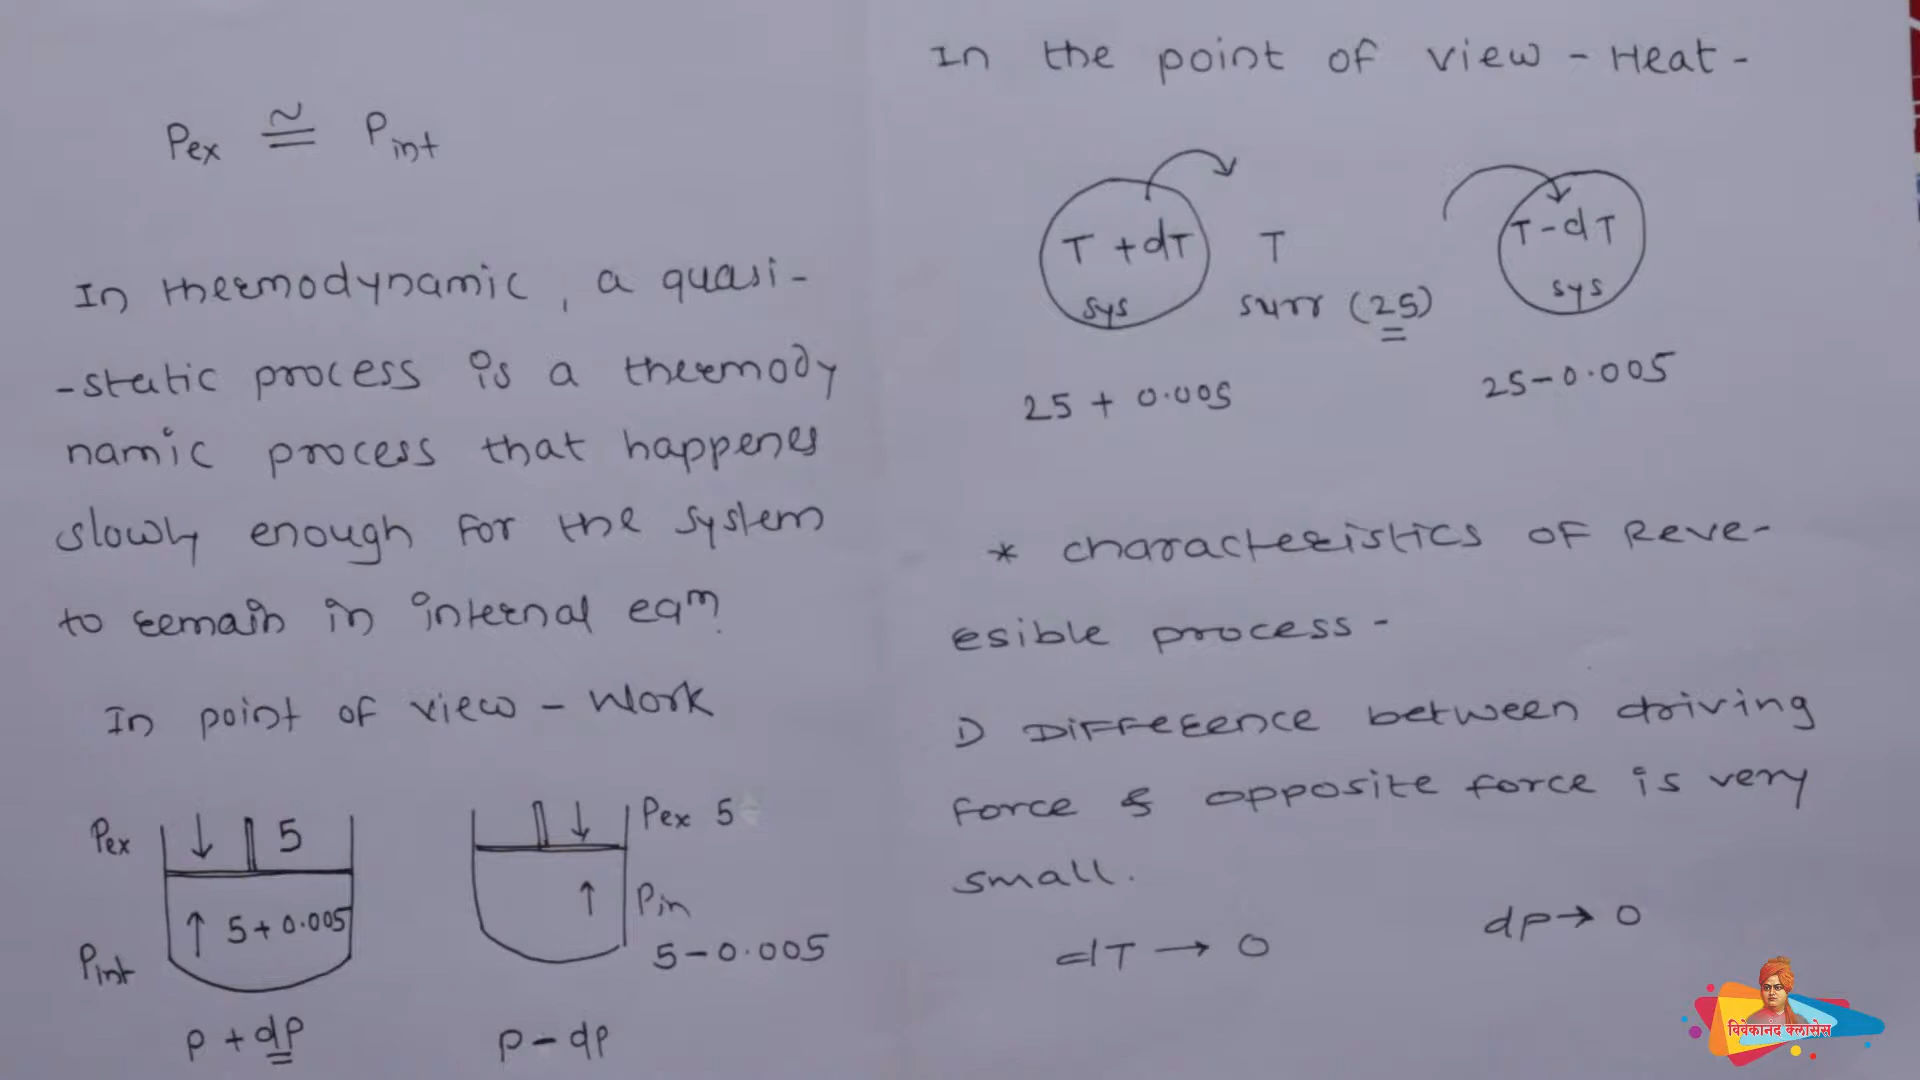 Pex ≅ Pint
In thermodynamic, a quasi-
-static process is a thermody
namic process that happenes
slowly enough for the system
to remain in internal eqm.
In point of view - Work
Pex ↓ 5
↑ 5 + 0.005
Pint
P + dp
↓ Pex 5
↑ Pin
5 - 0.005
P - dp
In the point of view - Heat -
T + dT
sys
T
surr (25)
T - dT
sys
25 + 0.005
25 - 0.005
* characteristics of Reve-
esible process -
1) Difference between driving
force & opposite force is very
small.
dT → 0
dp → 0
विवेकानंद क्लासेस